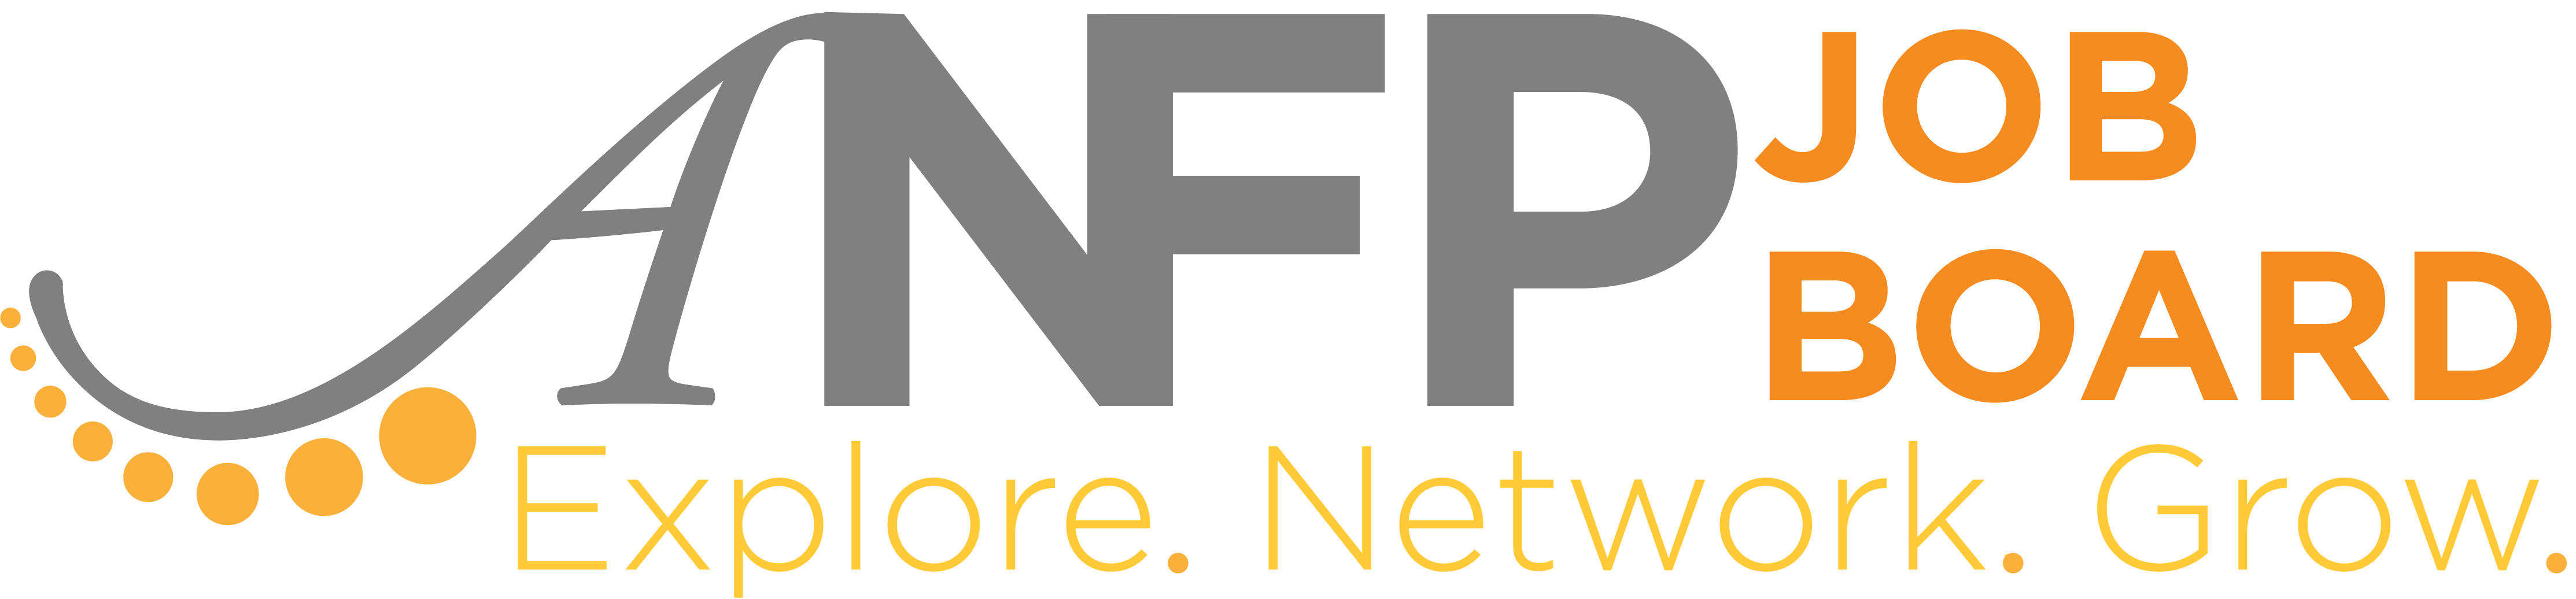 ANFP
JOB
BOARD
Explore. Network. Grow.